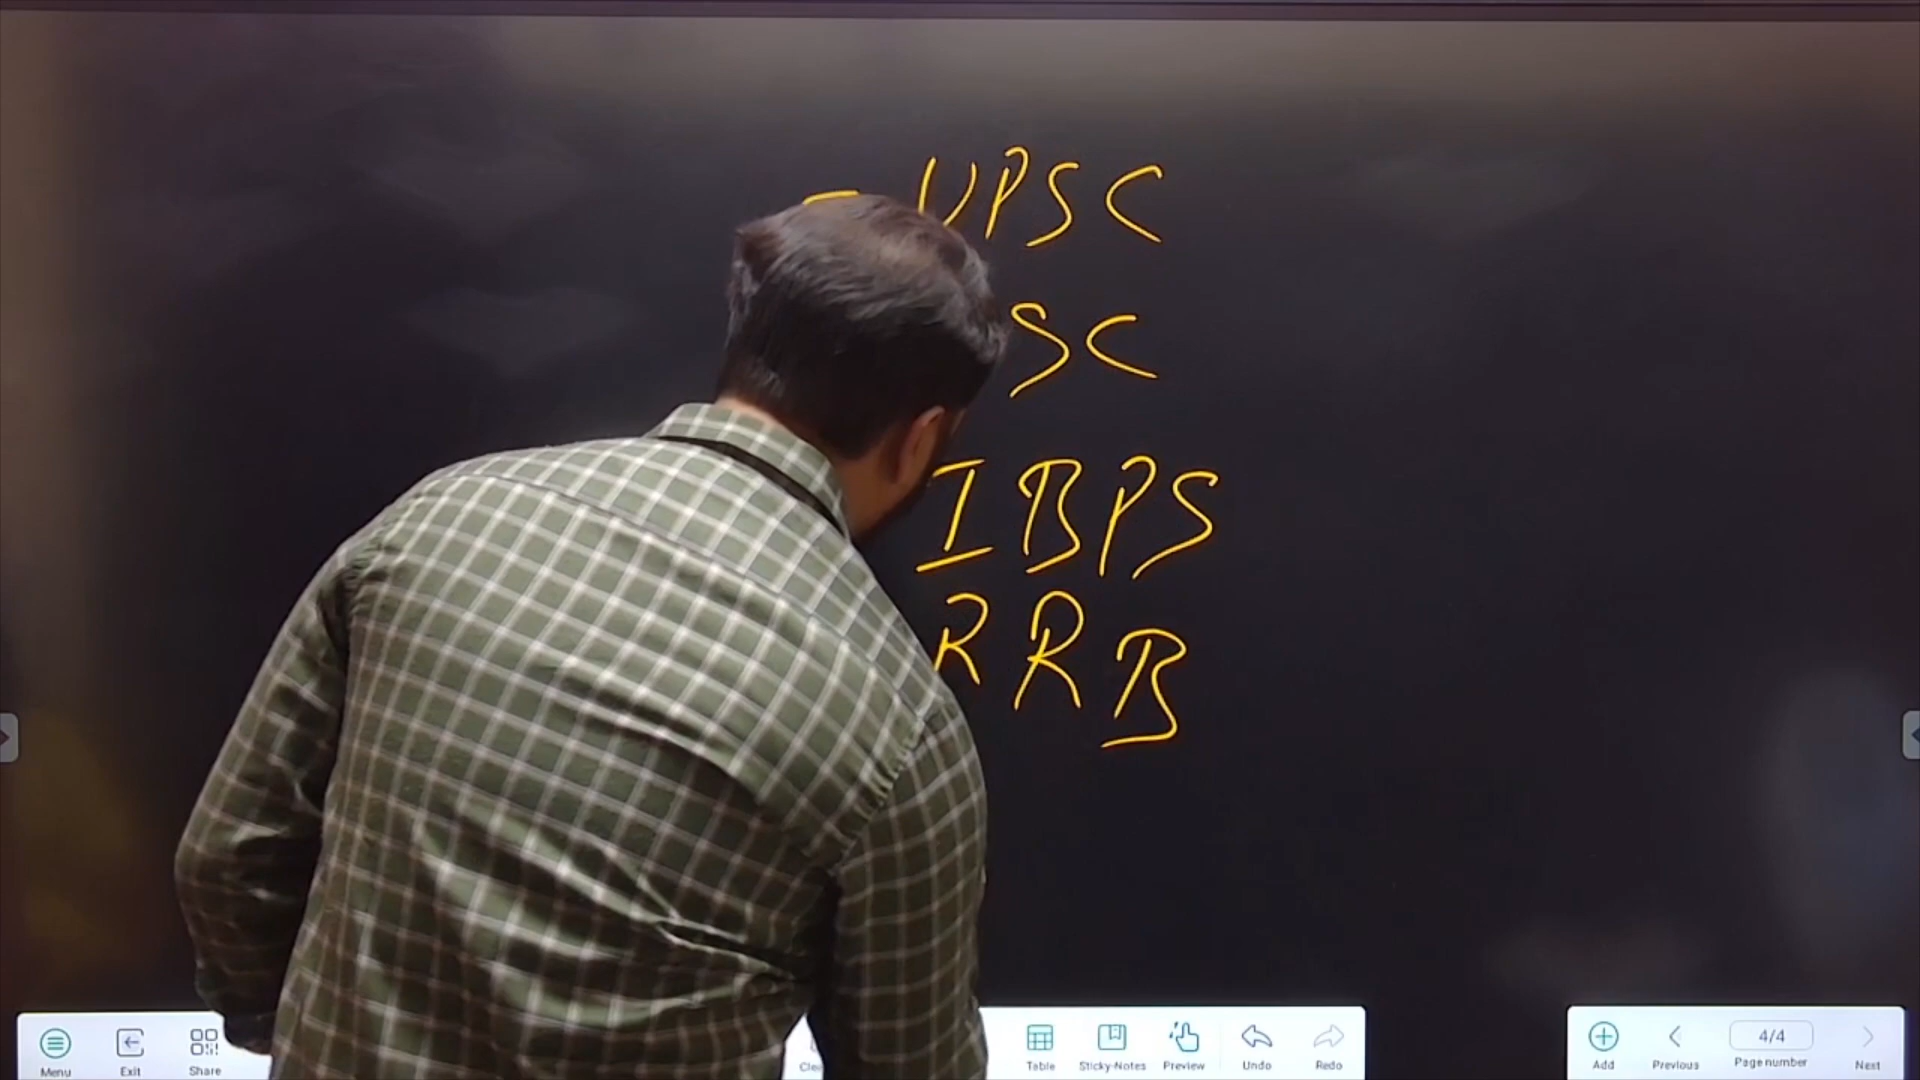 - UPSC
SC
IBPS
RRB
Menu Exit Share Table Sticky-Notes Preview Undo Redo Add Previous 4/4 Page number Next